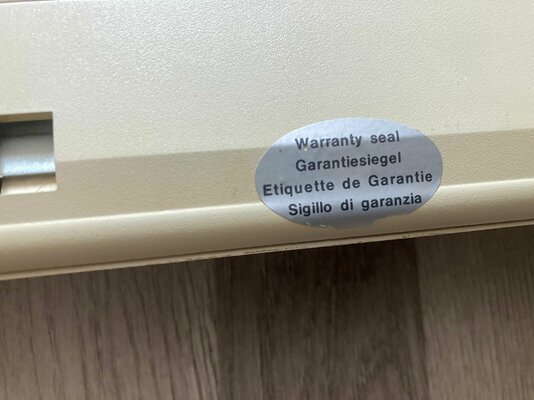 Warranty seal
Garantiesiegel
Etiquette de Garantie
Sigillo di garanzia